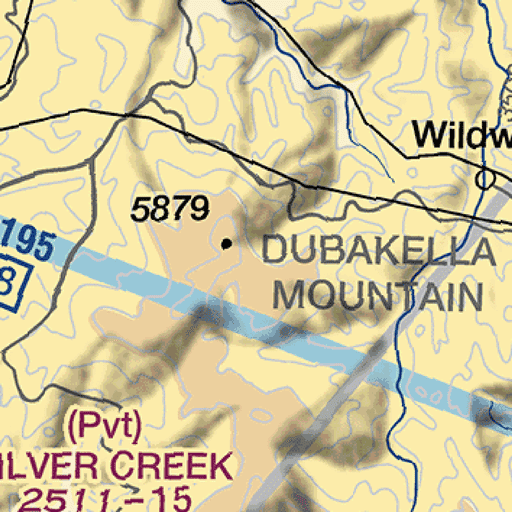 Wildw
5879
195
8
DUBAKELLA
MOUNTAIN
(Pvt)
ILVER CREEK
2511 - 15